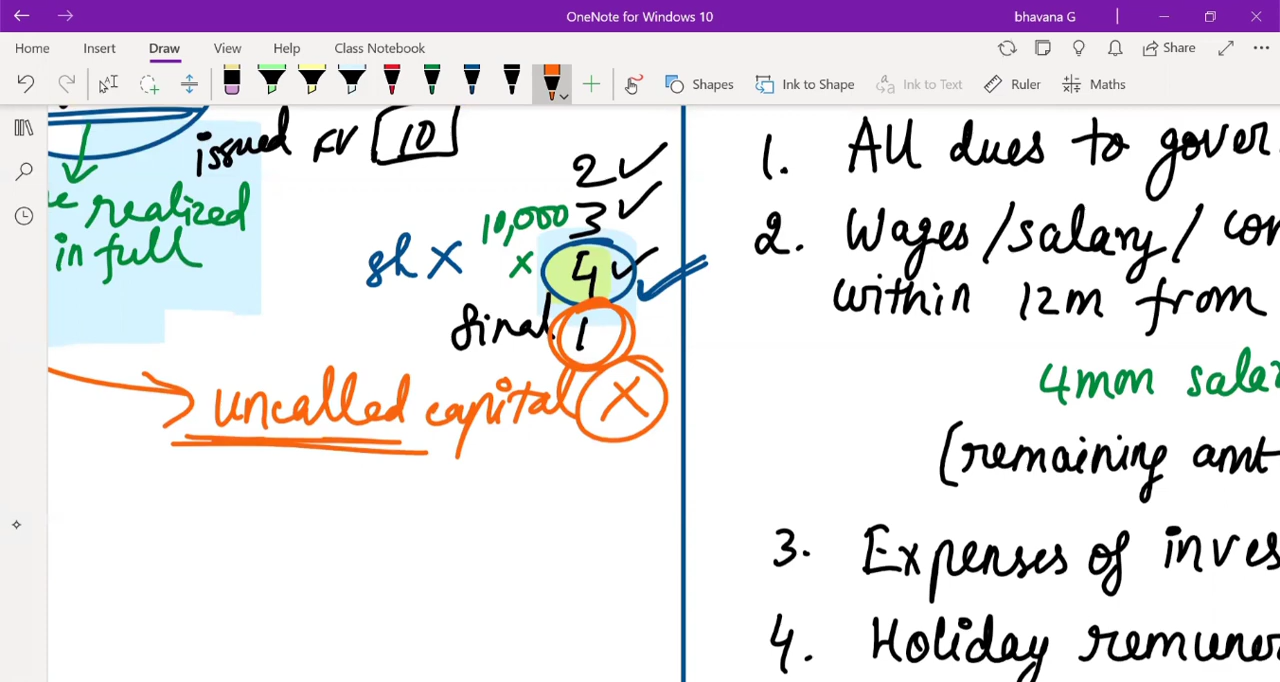 OneNote for Windows 10
bhavana G
Home Insert Draw View Help Class Notebook
Share
Shapes Ink to Shape Ink to Text Ruler Maths
issued FV 10
realized
in full
2 ✓
10,000 3 ✓
sh X × 4 ✓
final 1
uncalled capital X
1. All dues to gover
2. Wages/salary/ con
within 12m from
4mon salar
(remaining amt
3. Expenses of inves
4. Holiday remuner